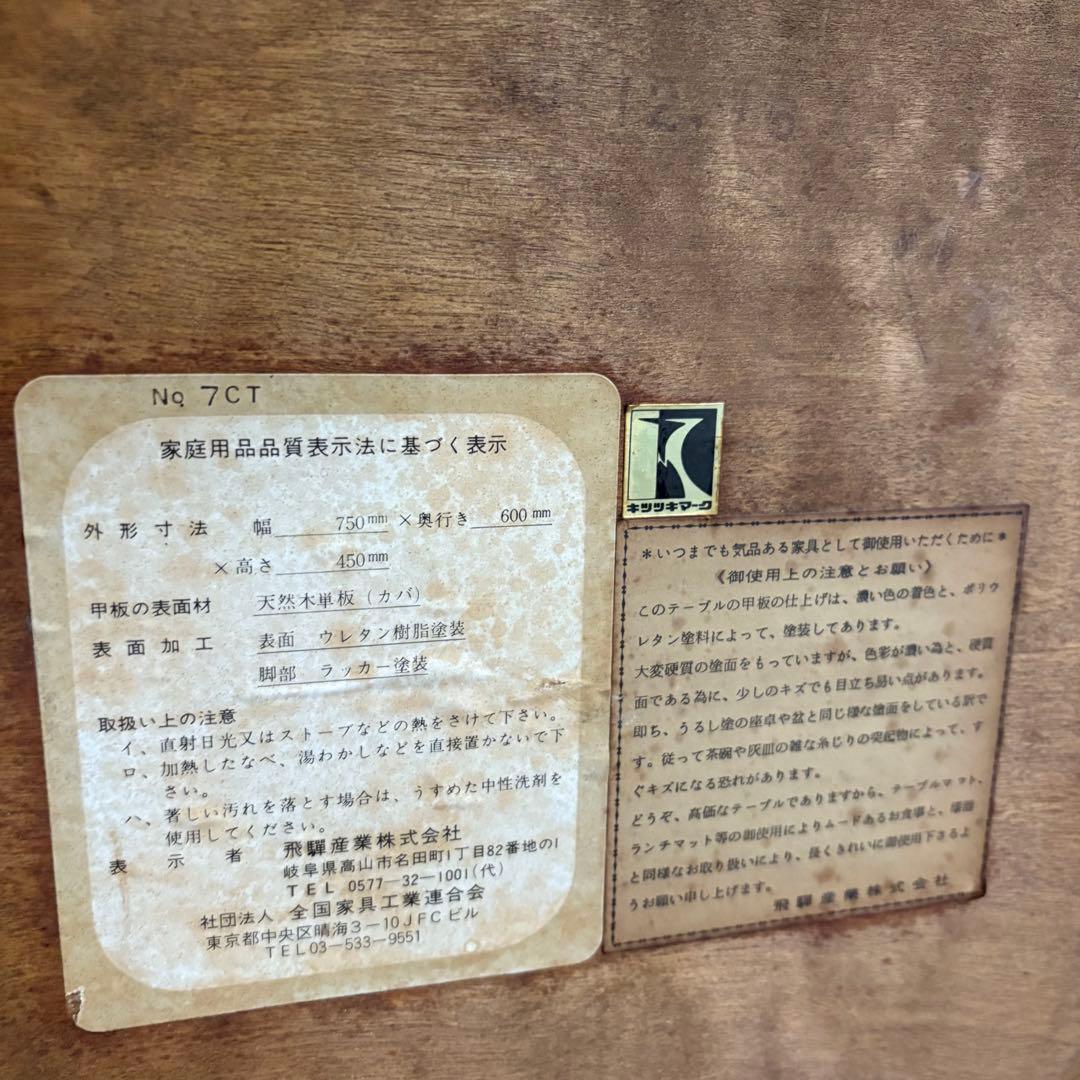 12.76
No. 7CT
家庭用品品質表示法に基づく表示
外形寸法 幅 750mm ×奥行き 600mm
×高さ 450mm
甲板の表面材 天然木単板(カバ)
表面加工 表面 ウレタン樹脂塗装
脚部 ラッカー塗装
取扱い上の注意
イ、直射日光又はストーブなどの熱をさけて下さい。
ロ、加熱したなべ、湯わかしなどを直接置かないで下
さい。
ハ、著しい汚れを落とす場合は、うすめた中性洗剤を
使用してください。
表示者 飛驒産業株式会社
岐阜県高山市名田町1丁目82番地の1
TEL 0577-32-1001(代)
社団法人 全国家具工業連合会
東京都中央区晴海3-10JFCビル
TEL03-533-9551
キツツキマーク
*いつまでも気品ある家具として御使用いただくために*
《御使用上の注意とお願い》
このテーブルの甲板の仕上げは、濃い色の着色と、ポリウ
レタン塗料によって、塗装してあります。
大変硬質の塗面をもっていますが、色彩が濃い為と、硬質
面である為に、少しのキズでも目立ち易い点があります。
即ち、うるし塗の座卓や盆と同じ様な塗面をしている訳で
す。従って茶碗や灰皿の雑な糸じりの突起物によって、す
ぐキズになる恐れがあります。
どうぞ、高価なテーブルでありますから、テーブルマット、
ランチマット等の御使用によりムードあるお食事と、
と同様なお取り扱いにより、長くきれいに御使用下さるよ
うお願い申し上げます。
飛驒産業株式会社